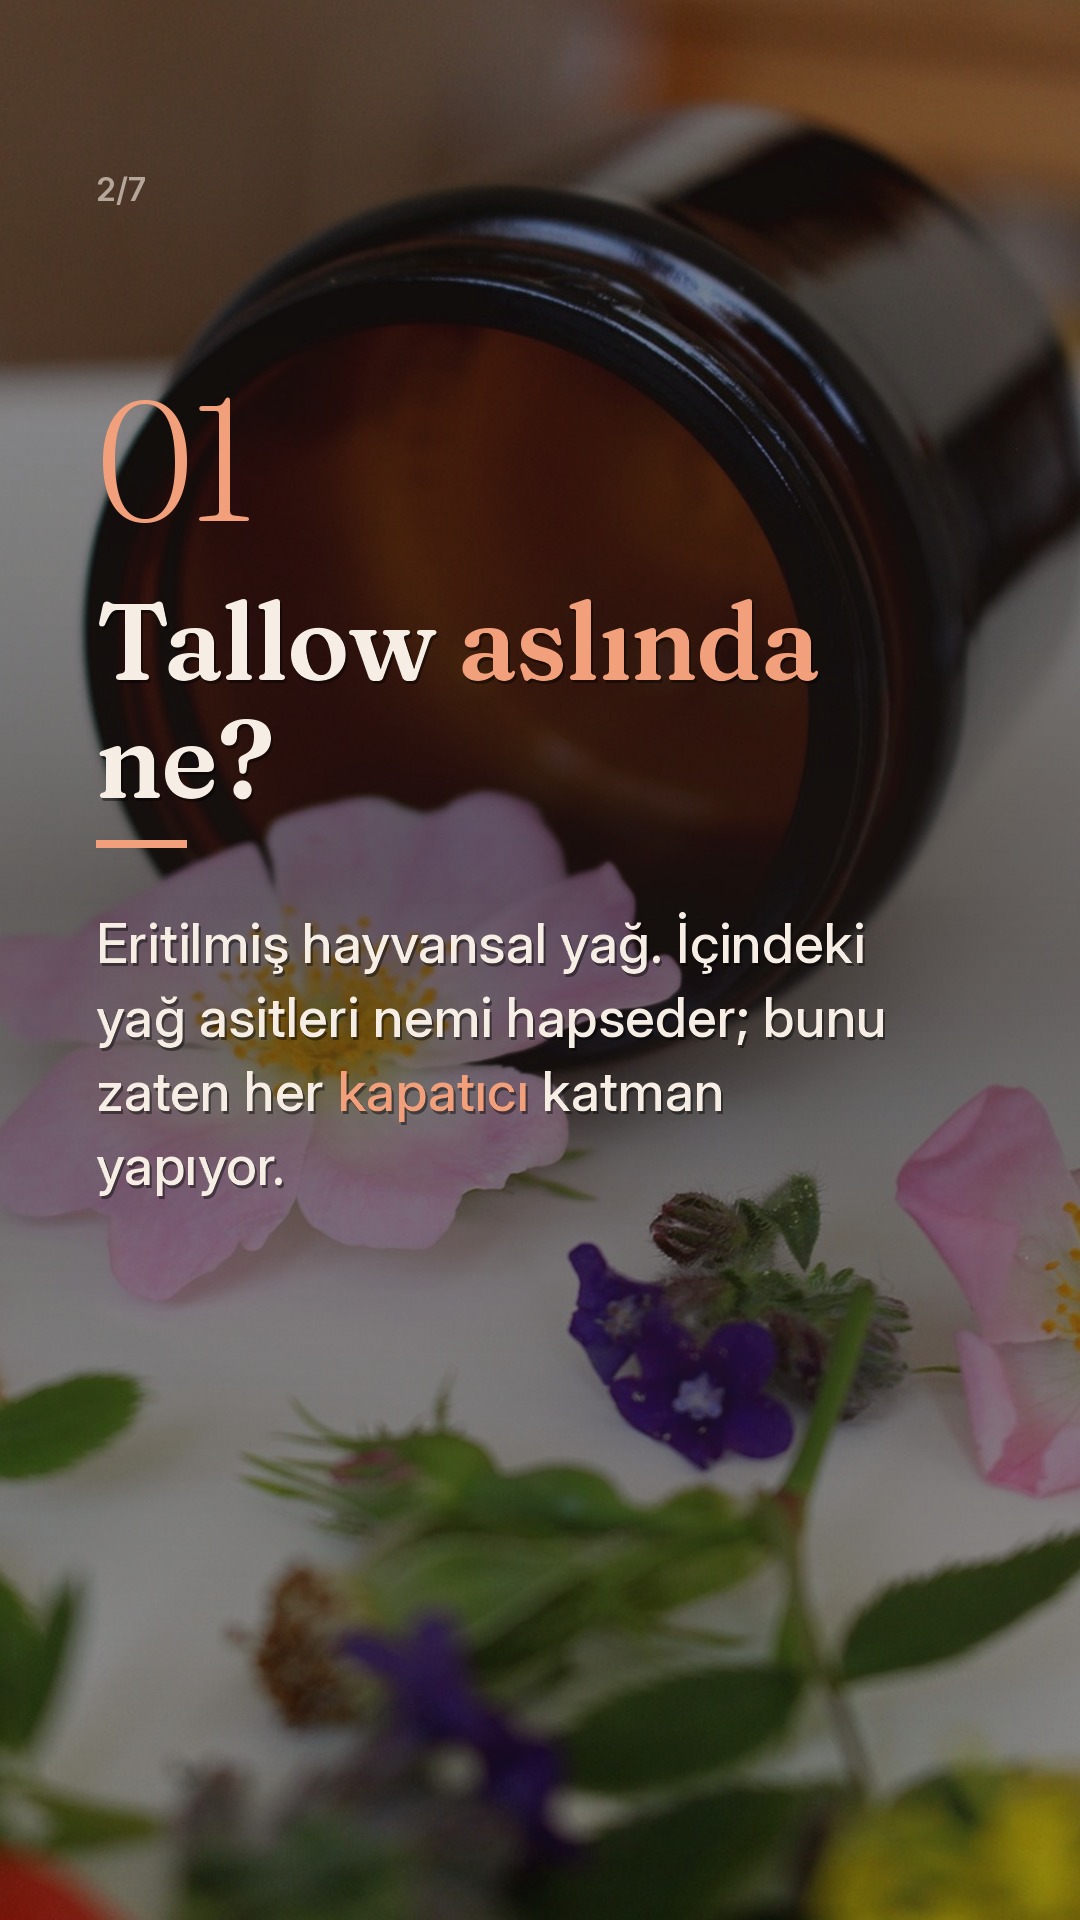 2/7
01
Tallow aslında
ne?
Eritilmiş hayvansal yağ. İçindeki
yağ asitleri nemi hapseder; bunu
zaten her kapatıcı katman
yapıyor.